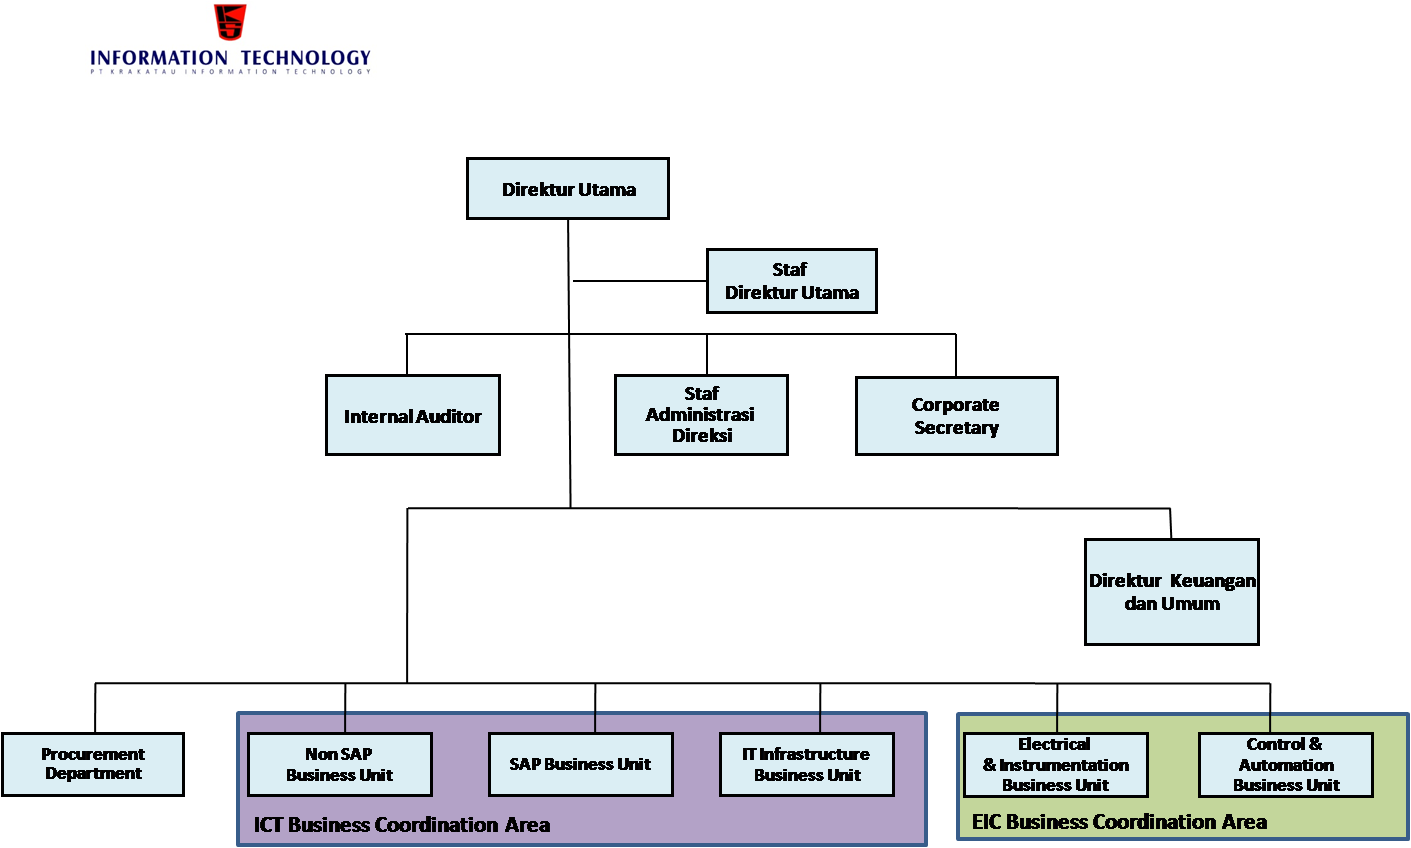 INFORMATION TECHNOLOGY
PT KRAKATAU INFORMATION TECHNOLOGY
Direktur Utama
Staf
Direktur Utama
Internal Auditor
Staf
Administrasi
Direksi
Corporate
Secretary
Direktur Keuangan
dan Umum
Procurement
Department
Non SAP
Business Unit
SAP Business Unit
IT Infrastructure
Business Unit
Electrical
& Instrumentation
Business Unit
Control &
Automation
Business Unit
ICT Business Coordination Area
EIC Business Coordination Area